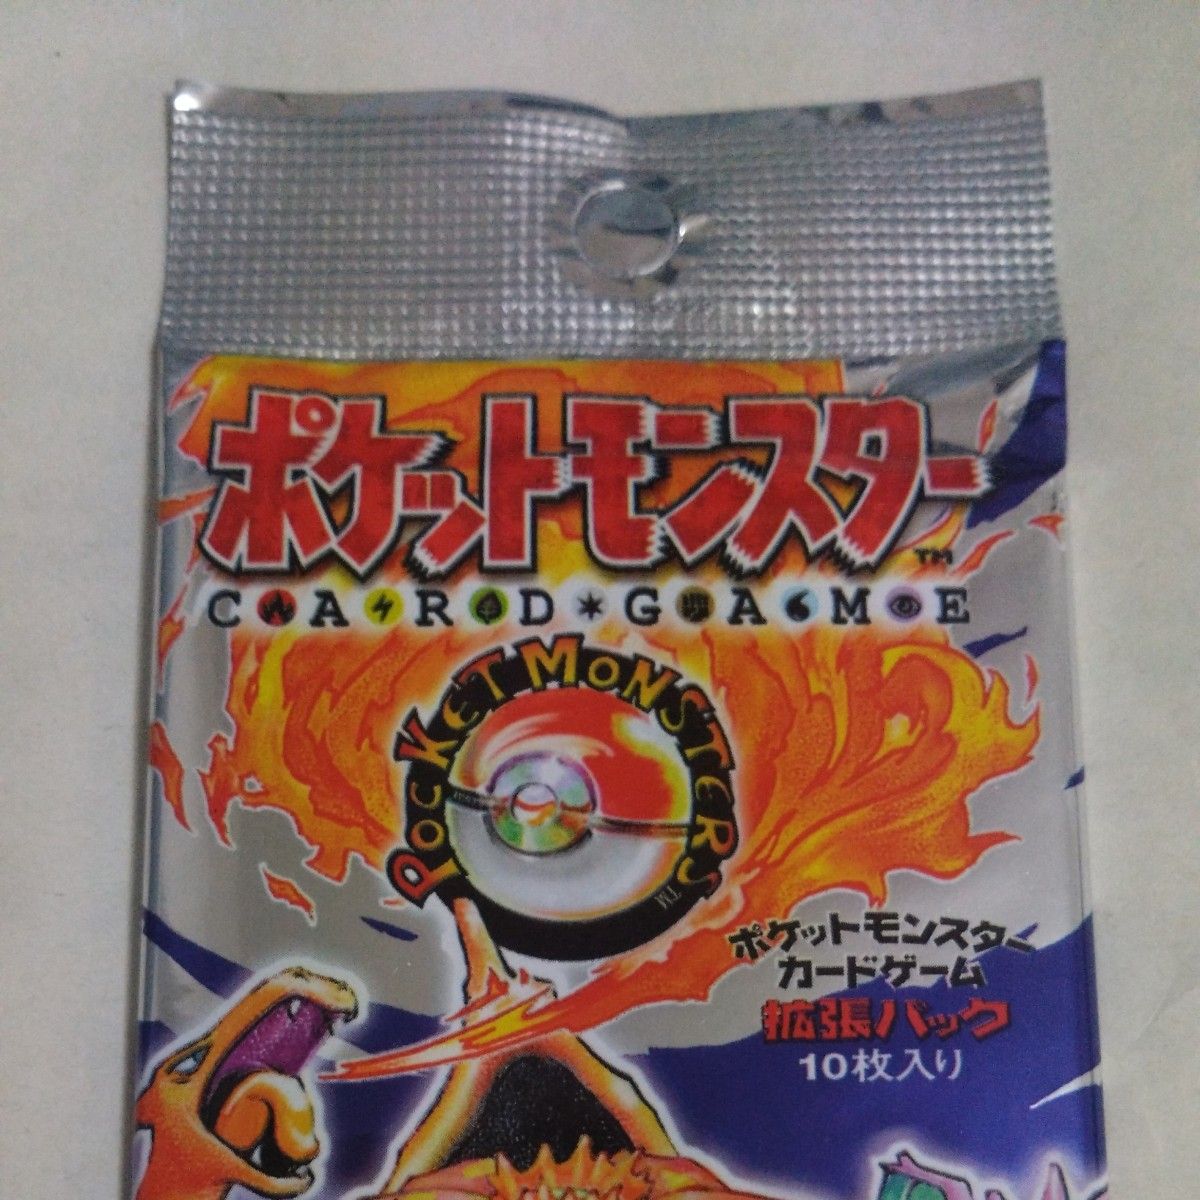 ポケットモンスター
TM
CARD GAME
POCKET MONSTERS
TM
ポケットモンスター
カードゲーム
拡張パック
10枚入り